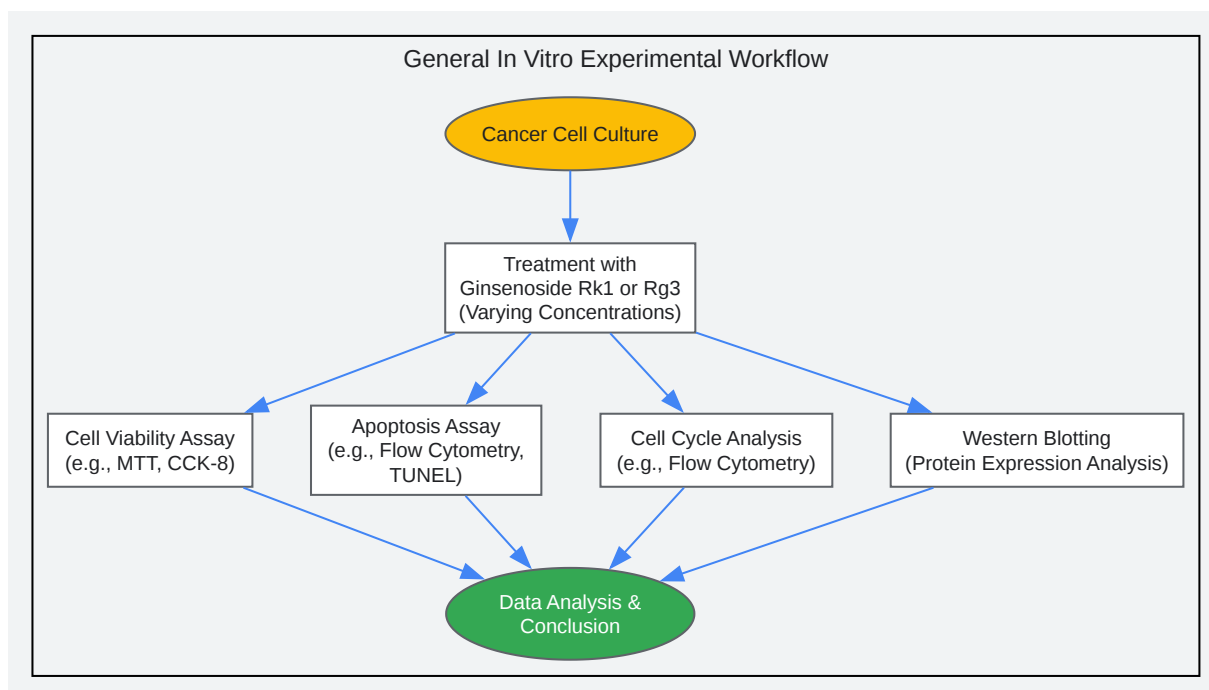 General In Vitro Experimental Workflow
Cancer Cell Culture
Treatment with
Ginsenoside Rk1 or Rg3
(Varying Concentrations)
Cell Viability Assay
(e.g., MTT, CCK-8)
Apoptosis Assay
(e.g., Flow Cytometry,
TUNEL)
Cell Cycle Analysis
(e.g., Flow Cytometry)
Western Blotting
(Protein Expression Analysis)
Data Analysis &
Conclusion